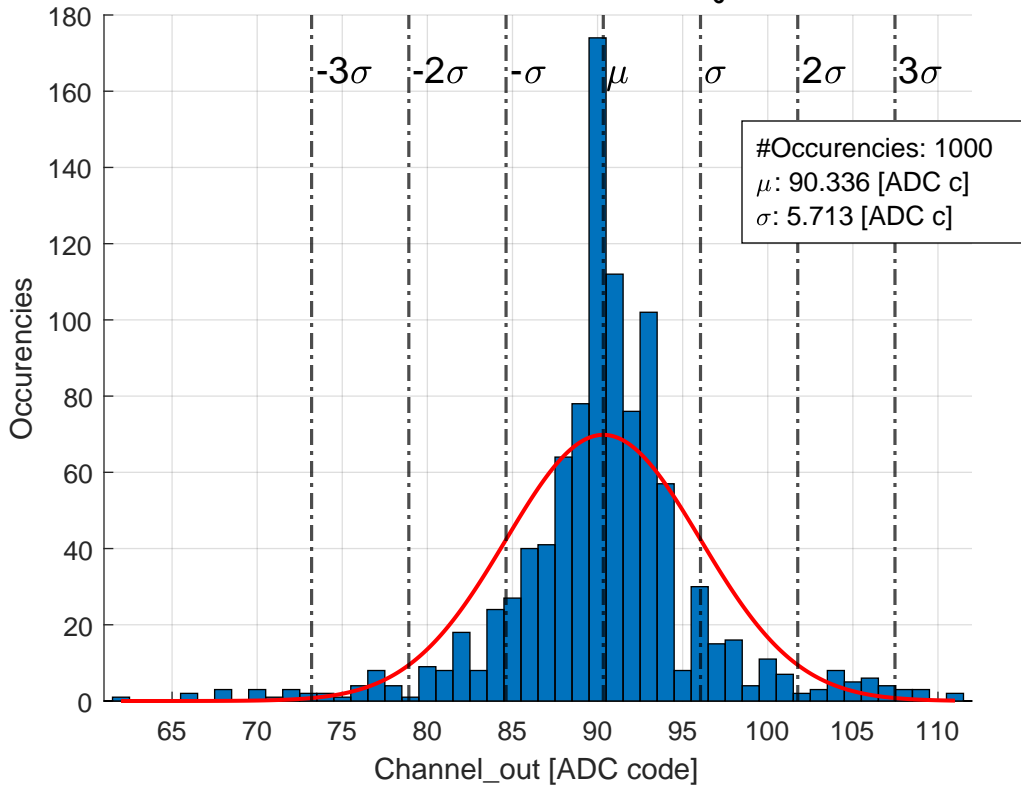 180
160
140
120
100
80
60
40
20
0
Occurencies
-3σ -2σ -σ μ σ 2σ 3σ
#Occurencies: 1000
μ: 90.336 [ADC c]
σ: 5.713 [ADC c]
65 70 75 80 85 90 95 100 105 110
Channel_out [ADC code]